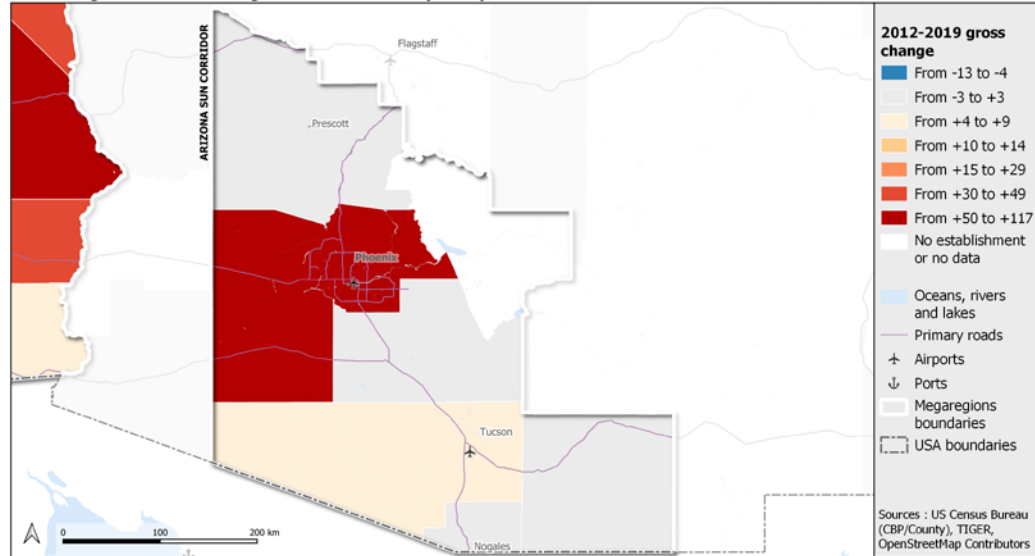 ARIZONA SUN CORRIDOR
Flagstaff
Prescott
Phoenix
Tucson
Nogales
0 100 200 km
2012-2019 gross
change
From -13 to -4
From -3 to +3
From +4 to +9
From +10 to +14
From +15 to +29
From +30 to +49
From +50 to +117
No establishment
or no data
Oceans, rivers
and lakes
Primary roads
Airports
Ports
Megaregions
boundaries
USA boundaries
Sources : US Census Bureau
(CBP/County), TIGER,
OpenStreetMap Contributors